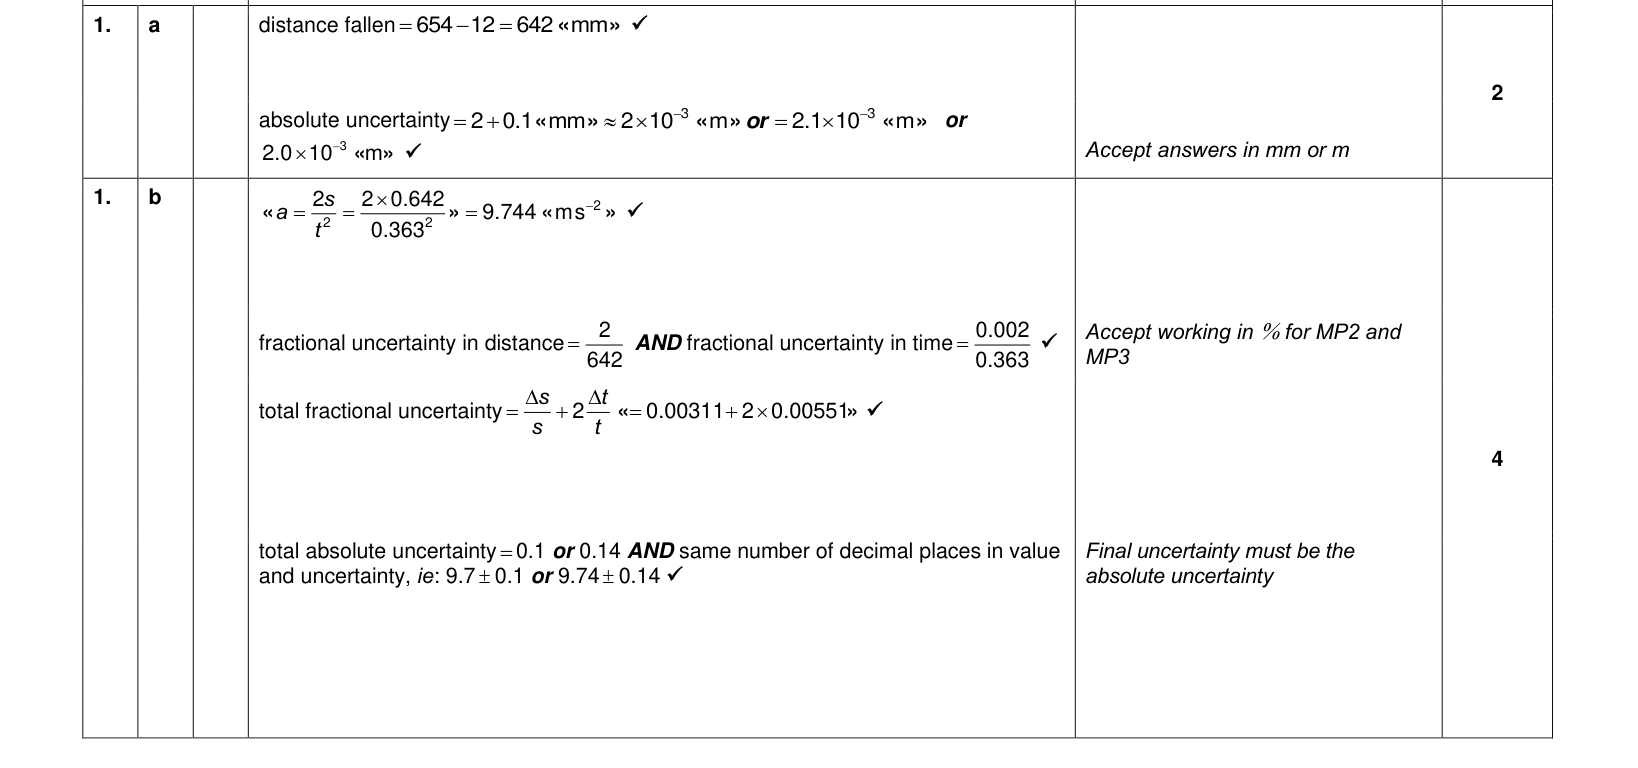 1. a distance fallen = 654 − 12 = 642 «mm» ✓
2
absolute uncertainty = 2 + 0.1 «mm» ≈ 2×10⁻³ «m» or = 2.1×10⁻³ «m» or
2.0×10⁻³ «m» ✓ Accept answers in mm or m
1. b «a = 2s/t² = 2×0.642/0.363²» = 9.744 «ms⁻²» ✓
fractional uncertainty in distance = 2/642 AND fractional uncertainty in time = 0.002/0.363 ✓ Accept working in % for MP2 and
MP3
total fractional uncertainty = Δs/s + 2 Δt/t «= 0.00311 + 2×0.00551» ✓
4
total absolute uncertainty = 0.1 or 0.14 AND same number of decimal places in value Final uncertainty must be the
and uncertainty, ie: 9.7 ± 0.1 or 9.74 ± 0.14 ✓ absolute uncertainty